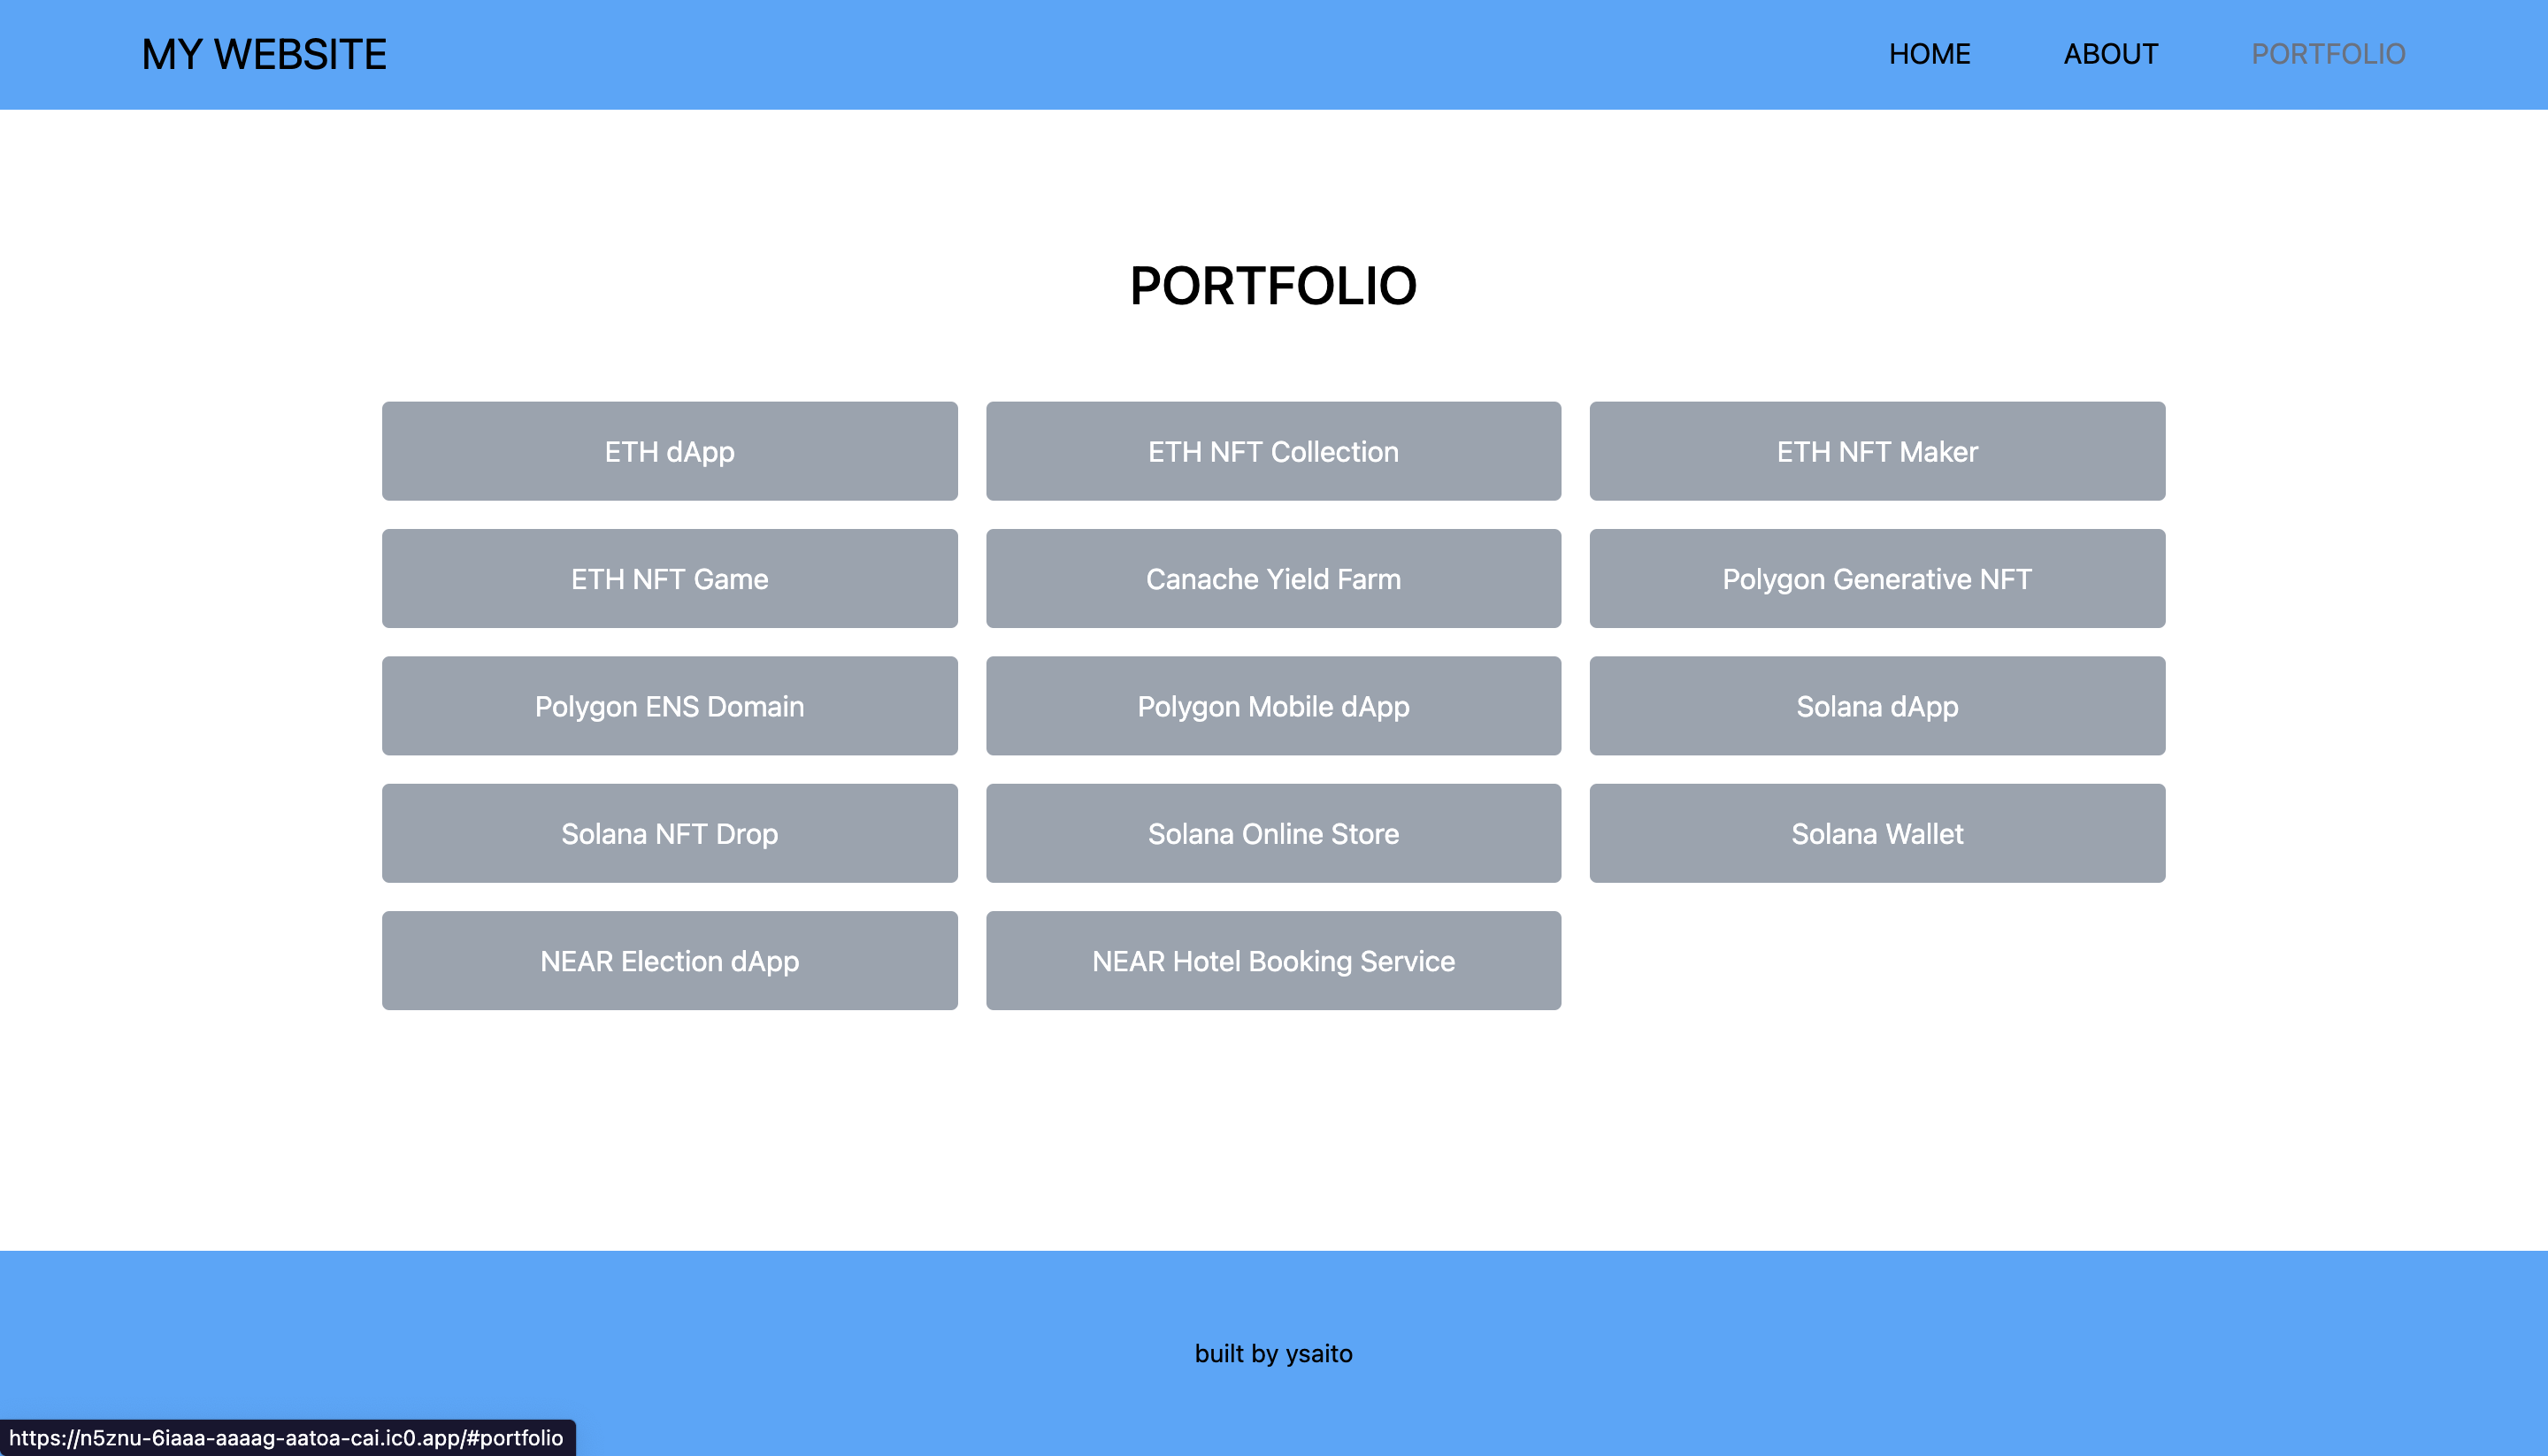 MY WEBSITE
HOME ABOUT PORTFOLIO
PORTFOLIO
ETH dApp
ETH NFT Collection
ETH NFT Maker
ETH NFT Game
Canache Yield Farm
Polygon Generative NFT
Polygon ENS Domain
Polygon Mobile dApp
Solana dApp
Solana NFT Drop
Solana Online Store
Solana Wallet
NEAR Election dApp
NEAR Hotel Booking Service
built by ysaito
https://n5znu-6iaaa-aaaag-aatoa-cai.ic0.app/#portfolio